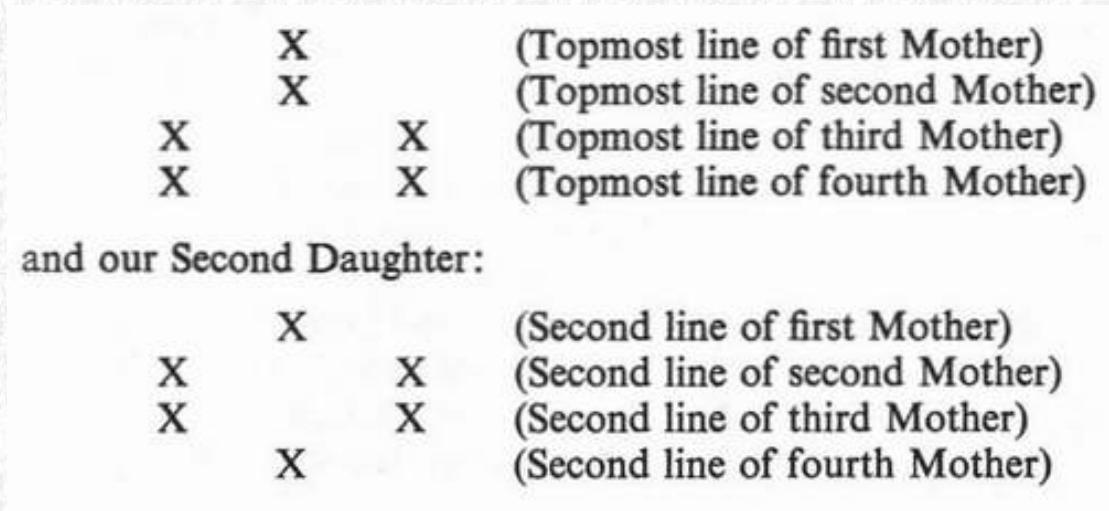 X (Topmost line of first Mother)
X (Topmost line of second Mother)
X X (Topmost line of third Mother)
X X (Topmost line of fourth Mother)
and our Second Daughter:
X (Second line of first Mother)
X X (Second line of second Mother)
X X (Second line of third Mother)
X (Second line of fourth Mother)